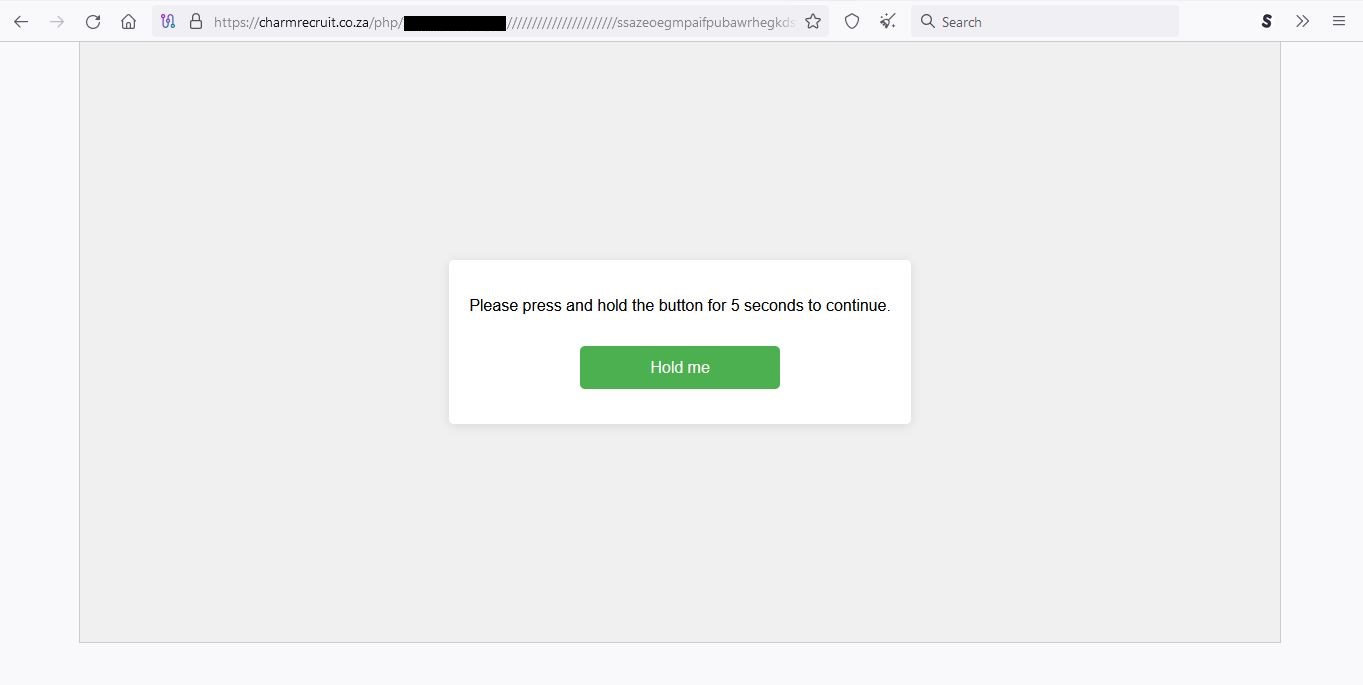 https://charmrecruit.co.za/php/ //////////////////////ssazeoegmpaifpubawrhegkds
Search
Please press and hold the button for 5 seconds to continue.
Hold me